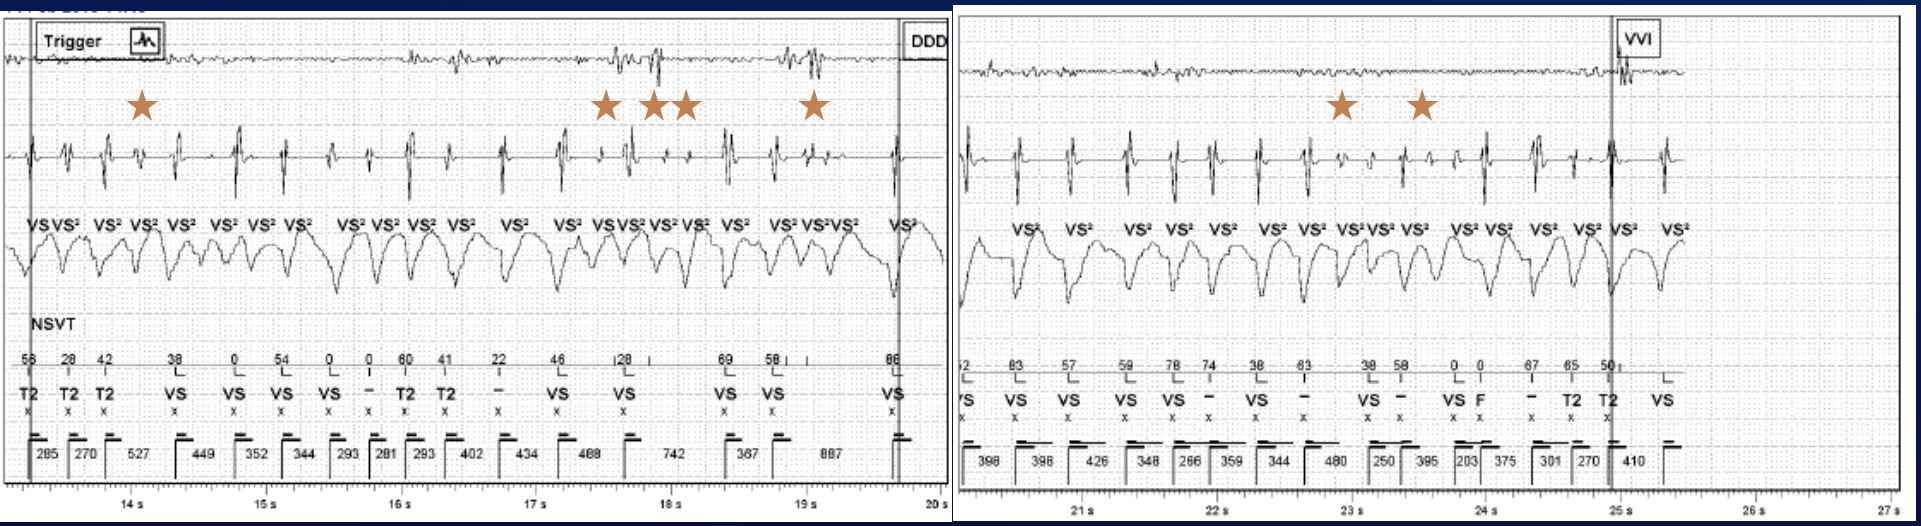 Trigger DDD
VS VS² VS² VS² VS² VS² VS² VS² VS² VS² VS² VS² VS² VS² VS VS² VS² VS² VS² VS² VS² VS² VS²
NSVT
56 28 42 38 0 54 0 0 60 41 22 46 28 69 58 86
T2 T2 T2 VS VS VS VS – T2 T2 – VS VS VS VS VS
x x x x x x x x x x x x x x x x
285 270 527 449 352 344 293 281 293 402 434 488 742 367 887
14 s 15 s 16 s 17 s 18 s 19 s 20 s
VVI
VS² VS² VS² VS² VS² VS² VS² VS² VS² VS² VS² VS² VS² VS² VS² VS²
83 57 59 78 74 38 63 38 58 0 0 67 65 50
VS VS VS VS VS – VS – VS – VS F – T2 T2 VS
x x x x x x x x x x x x x x x
398 398 426 348 266 359 344 480 250 395 203 375 301 270 410
21 s 22 s 23 s 24 s 25 s 26 s 27 s